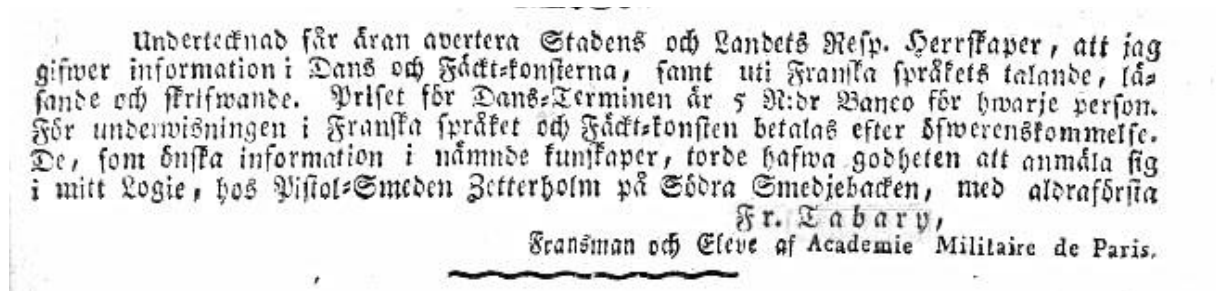 Undertecknad får äran avertera Stadens och Landets Resp. Herrskaper, att jag
gifwer information i Dans och Fäckt-konsterna, samt uti Franska språkets talande, lä-
sande och skrifwande. Priset för Dans-Terminen är 5 R:dr Banco för hwarje person.
För underwisningen i Franska språket och Fäckt-konsten betalas efter öfwerenskommelse.
De, som önska information i nämnde kunskaper, torde hafwa godheten att anmäla sig
i mitt Logie, hos Pistol-Smeden Zetterholm på Södra Smedjebacken, med aldraförsta
Fr. Tabary,
Fransman och Eleve af Academie Militaire de Paris.